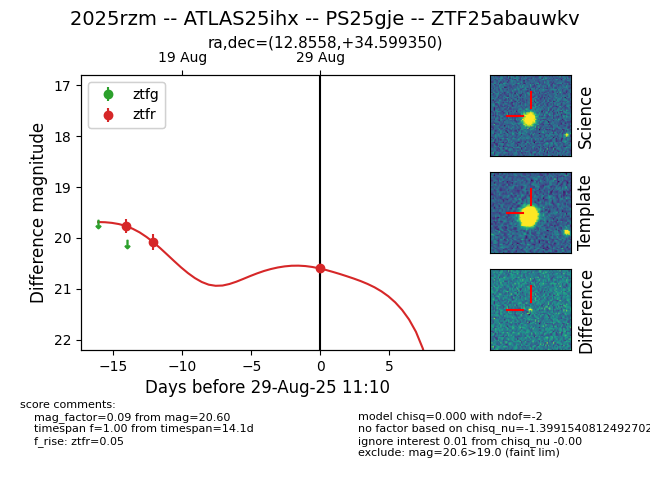 2025rzm -- ATLAS25ihx -- PS25gje -- ZTF25abauwkv
ra,dec=(12.8558,+34.599350)
19 Aug 29 Aug
ztfg
ztfr
17
18
19
20
21
22
Difference magnitude
−15 −10 −5 0 5
Days before 29-Aug-25 11:10
Science
Template
Difference
score comments:
mag_factor=0.09 from mag=20.60
timespan f=1.00 from timespan=14.1d
f_rise: ztfr=0.05
model chisq=0.000 with ndof=-2
no factor based on chisq_nu=-1.3991540812492702
ignore interest 0.01 from chisq_nu -0.00
exclude: mag=20.6>19.0 (faint lim)